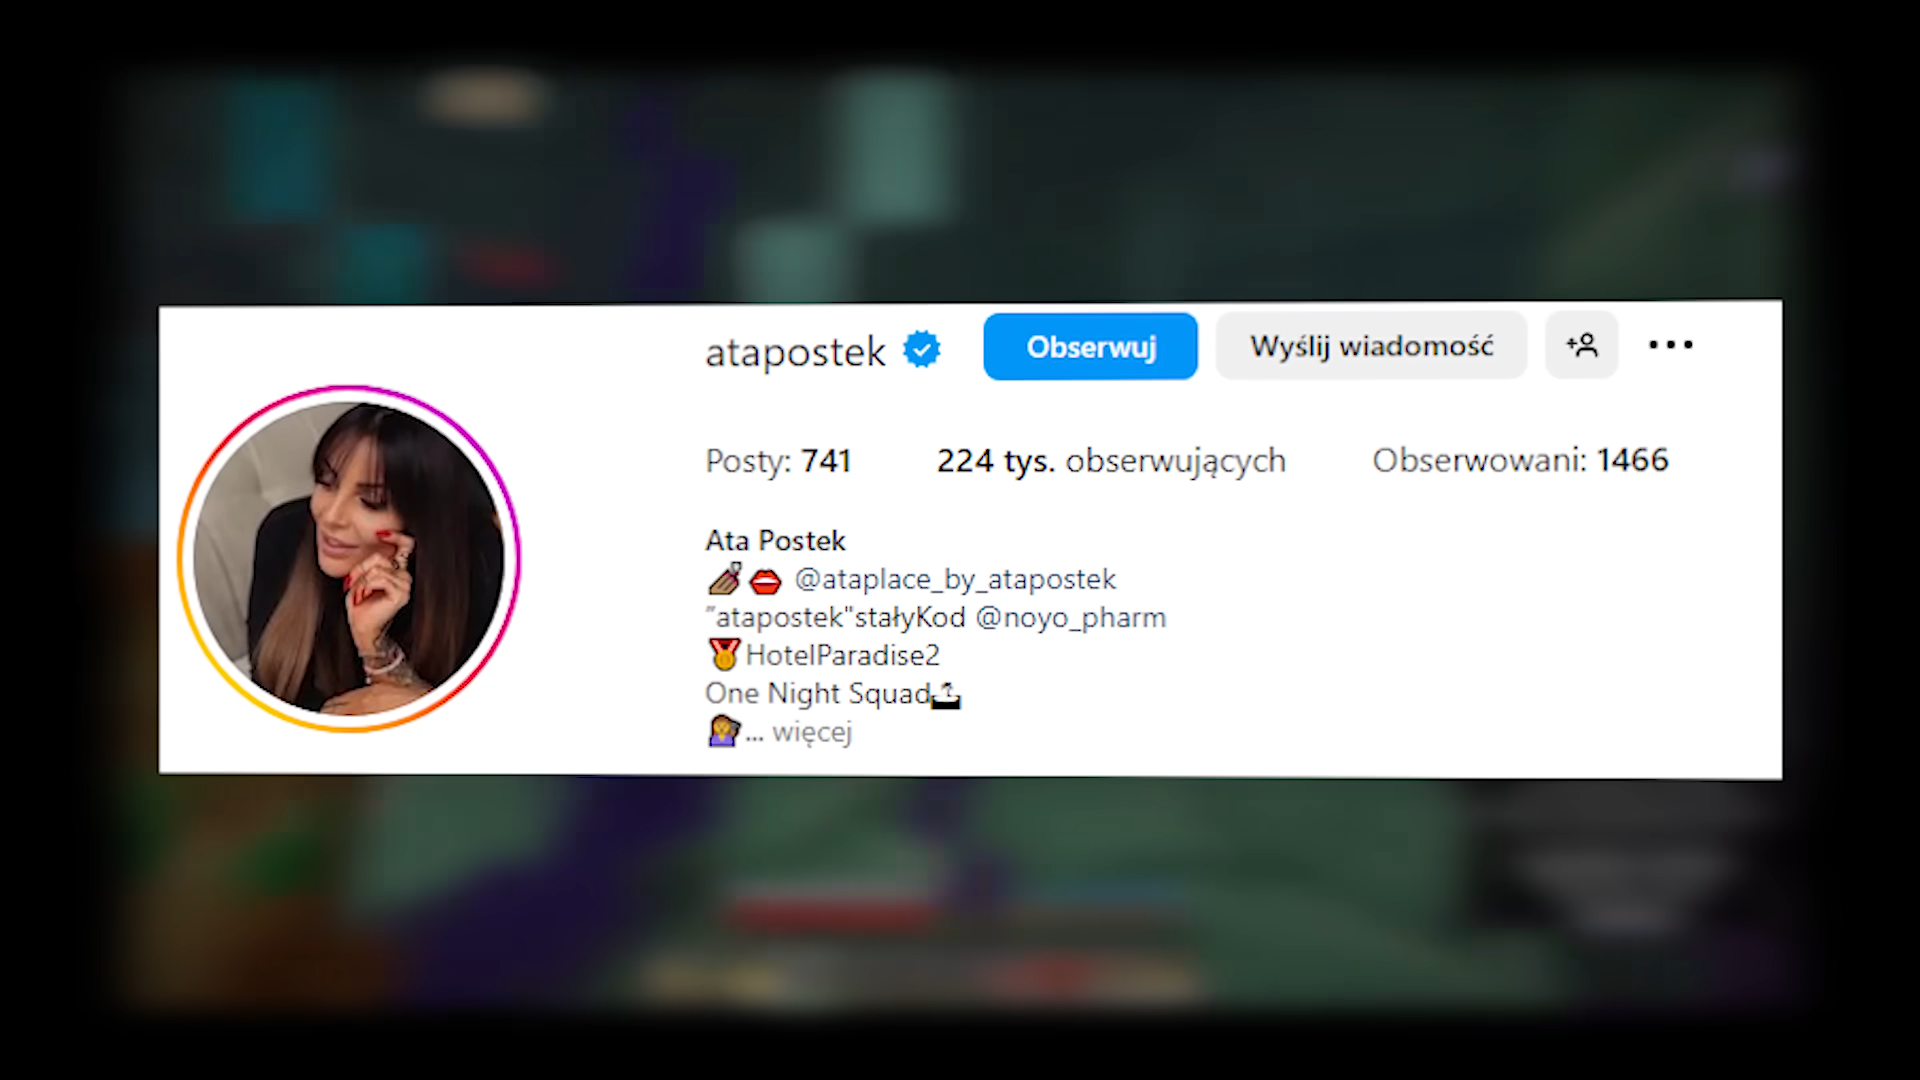 atapostek Obserwuj Wyślij wiadomość
Posty: 741 224 tys. obserwujących Obserwowani: 1466
Ata Postek
@ataplace_by_atapostek
"atapostek"stałyKod @noyo_pharm
HotelParadise2
One Night Squad
... więcej